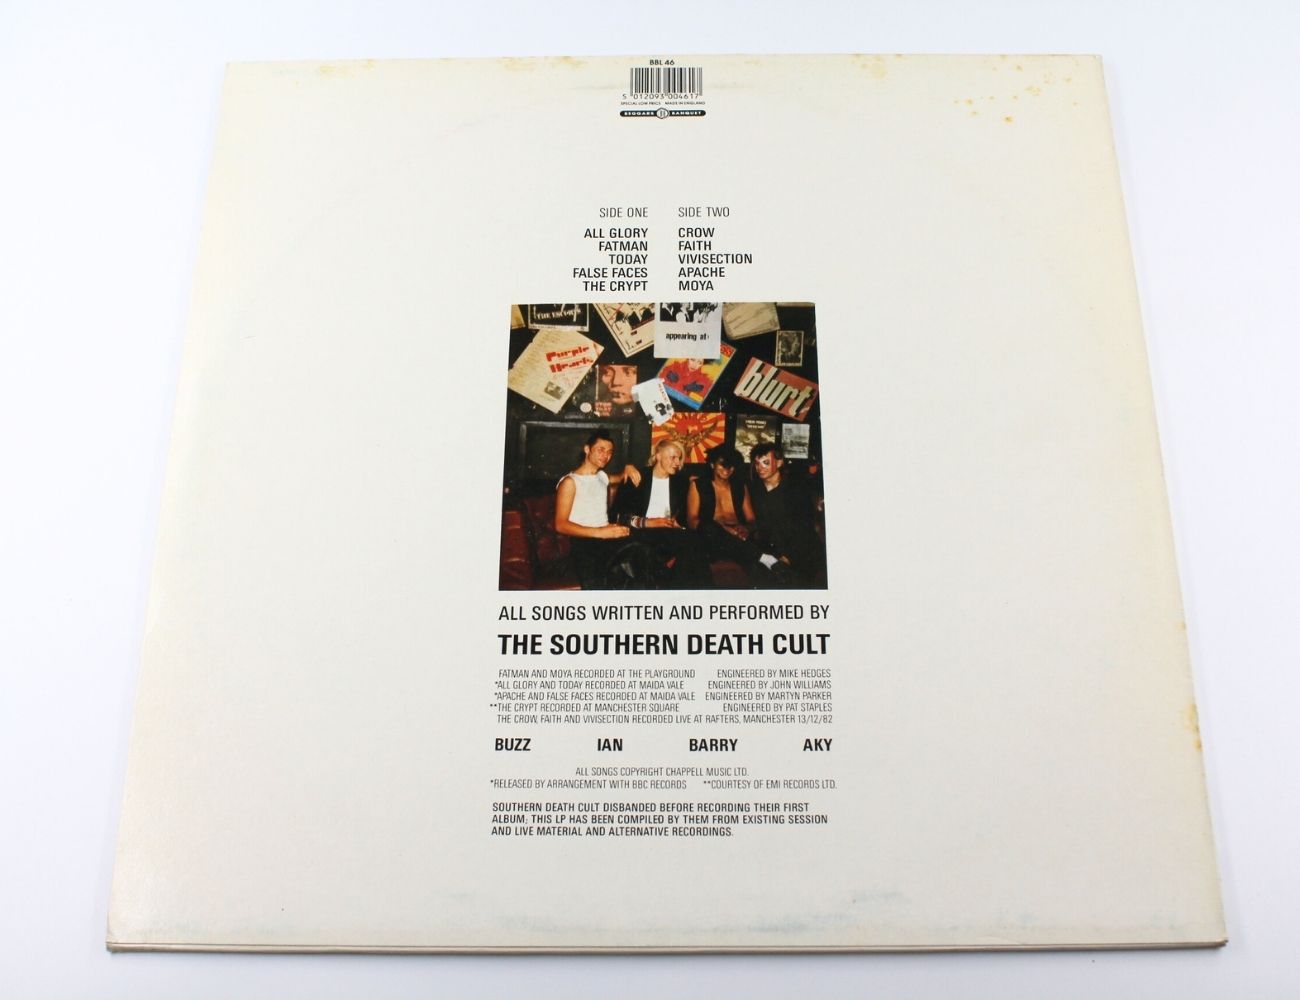 BBL 46
5 012093 004617
SPECIAL LOW PRICE MADE IN ENGLAND
BEGGARS BANQUET
SIDE ONE SIDE TWO
ALL GLORY CROW
FATMAN FAITH
TODAY VIVISECTION
FALSE FACES APACHE
THE CRYPT MOYA
appearing at
Purple
Hearts
blurt
ALL SONGS WRITTEN AND PERFORMED BY
THE SOUTHERN DEATH CULT
FATMAN AND MOYA RECORDED AT THE PLAYGROUND ENGINEERED BY MIKE HEDGES
*ALL GLORY AND TODAY RECORDED AT MAIDA VALE ENGINEERED BY JOHN WILLIAMS
*APACHE AND FALSE FACES RECORDED AT MAIDA VALE ENGINEERED BY MARTYN PARKER
**THE CRYPT RECORDED AT MANCHESTER SQUARE ENGINEERED BY PAT STAPLES
THE CROW, FAITH AND VIVISECTION RECORDED LIVE AT RAFTERS, MANCHESTER 13/12/82
BUZZ IAN BARRY AKY
ALL SONGS COPYRIGHT CHAPPELL MUSIC LTD.
*RELEASED BY ARRANGEMENT WITH BBC RECORDS **COURTESY OF EMI RECORDS LTD.
SOUTHERN DEATH CULT DISBANDED BEFORE RECORDING THEIR FIRST
ALBUM; THIS LP HAS BEEN COMPILED BY THEM FROM EXISTING SESSION
AND LIVE MATERIAL AND ALTERNATIVE RECORDINGS.